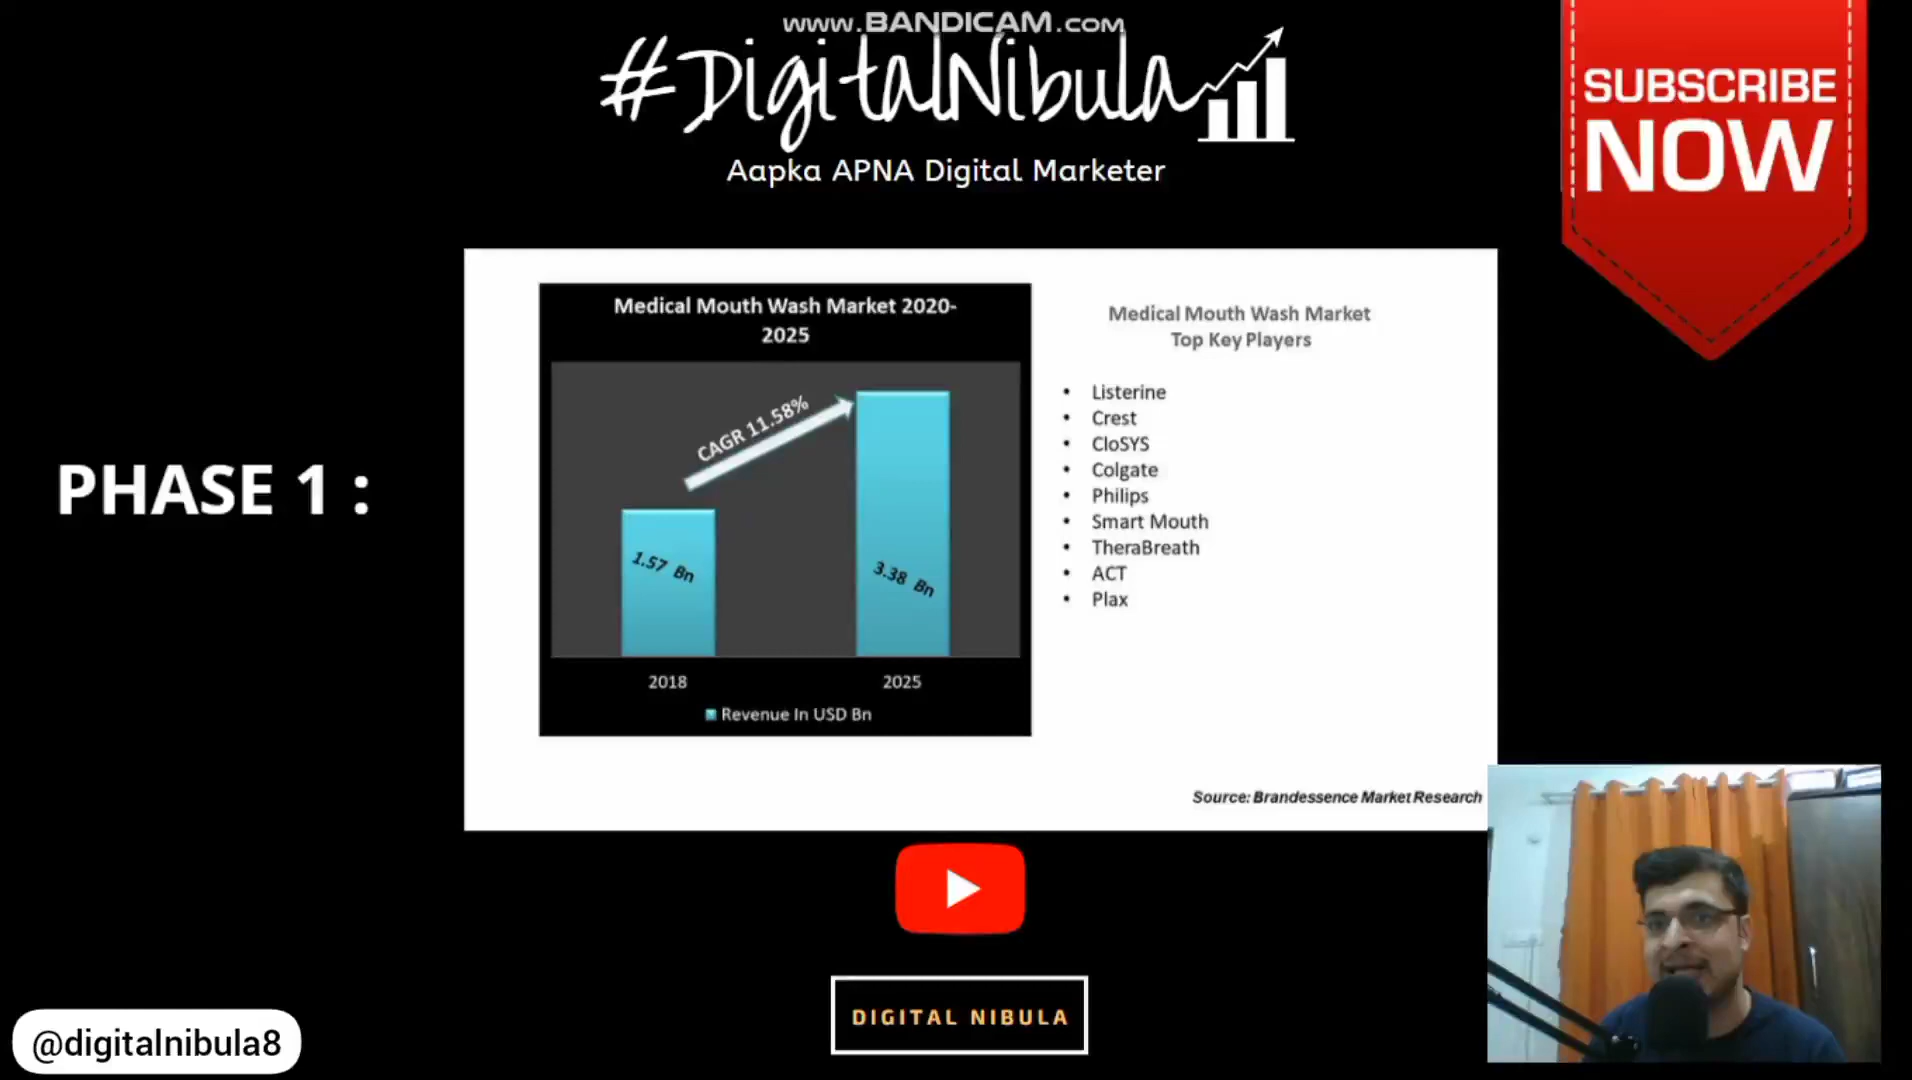 www.BANDICAM.com
#DigitalNibula
Aapka APNA Digital Marketer
SUBSCRIBE
NOW
PHASE 1 :
Medical Mouth Wash Market 2020-
2025
CAGR 11.58%
1.57 Bn
3.38 Bn
2018
2025
Revenue In USD Bn
Medical Mouth Wash Market
Top Key Players
• Listerine
• Crest
• CloSYS
• Colgate
• Philips
• Smart Mouth
• TheraBreath
• ACT
• Plax
Source: Brandessence Market Research
DIGITAL NIBULA
@digitalnibula8